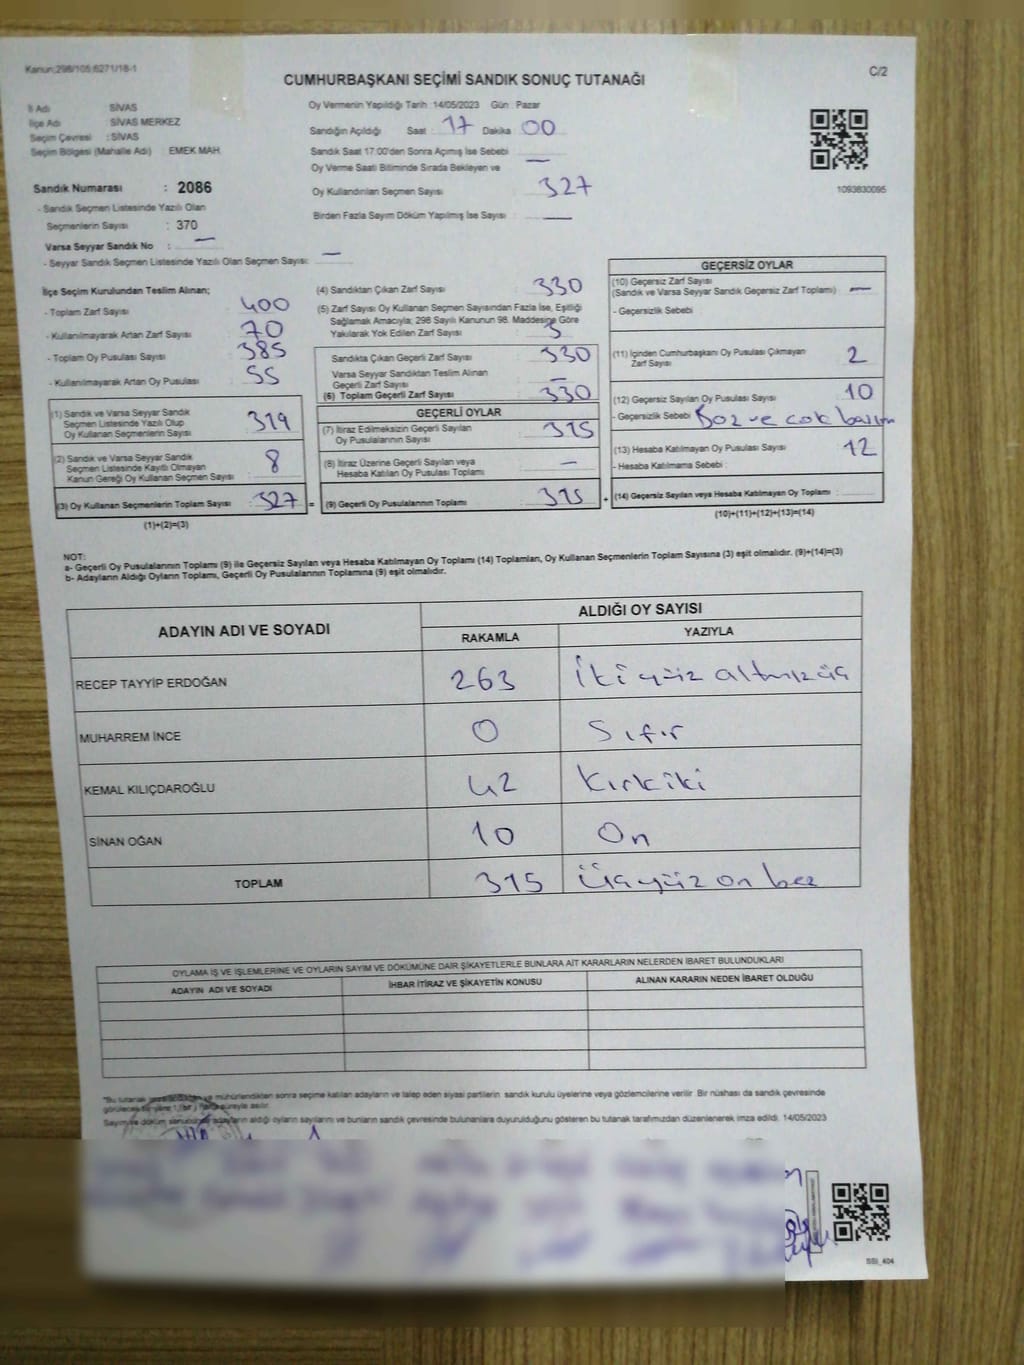 Kanun:298/105;6271/18-1
C/2
CUMHURBAŞKANI SEÇİMİ SANDIK SONUÇ TUTANAĞI
İl Adı : SİVAS
İlçe Adı : SİVAS MERKEZ
Seçim Çevresi : SİVAS
Seçim Bölgesi (Mahalle Adı) : EMEK MAH.
Sandık Numarası : 2086
- Sandık Seçmen Listesinde Yazılı Olan
Seçmenlerin Sayısı : 370
Varsa Seyyar Sandık No : —
- Seyyar Sandık Seçmen Listesinde Yazılı Olan Seçmen Sayısı: —
Oy Vermenin Yapıldığı Tarih :14/05/2023 Gün : Pazar
Sandığın Açıldığı Saat : 17 Dakika : 00
Sandık Saat 17:00'den Sonra Açımış İse Sebebi : —
Oy Verme Saati Bitiminde Sırada Bekleyen ve
Oy Kullandırılan Seçmen Sayısı : 327
Birden Fazla Sayım Döküm Yapılmış İse Sayısı : —
1093830095
İlçe Seçim Kurulundan Teslim Alınan;
- Toplam Zarf Sayısı : 400
- Kullanılmayarak Artan Zarf Sayısı : 70
- Toplam Oy Pusulası Sayısı : 385
- Kullanılmayarak Artan Oy Pusulası : 55
(1) Sandık ve Varsa Seyyar Sandık
Seçmen Listesinde Yazılı Olup
Oy Kullanan Seçmenlerin Sayısı : 319
(2) Sandık ve Varsa Seyyar Sandık
Seçmen Listesinde Kayıtlı Olmayan
Kanun Gereği Oy Kullanan Seçmen Sayısı : 8
(3) Oy Kullanan Seçmenlerin Toplam Sayısı : 327 =
(1)+(2)=(3)
(4) Sandıktan Çıkan Zarf Sayısı : 330
(5) Zarf Sayısı Oy Kullanan Seçmen Sayısından Fazla İse, Eşitliği
Sağlamak Amacıyla; 298 Sayılı Kanunun 98. Maddesine Göre
Yakılarak Yok Edilen Zarf Sayısı : 3
Sandıkta Çıkan Geçerli Zarf Sayısı : 330
Varsa Seyyar Sandıktan Teslim Alınan
Geçerli Zarf Sayısı : —
(6) Toplam Geçerli Zarf Sayısı : 330
GEÇERLİ OYLAR
(7) İtiraz Edilmeksizin Geçerli Sayılan
Oy Pusulalarının Sayısı : 315
(8) İtiraz Üzerine Geçerli Sayılan veya
Hesaba Katılan Oy Pusulası Toplamı : —
(9) Geçerli Oy Pusulalarının Toplamı : 315 +
GEÇERSİZ OYLAR
(10) Geçersiz Zarf Sayısı : —
(Sandık ve Varsa Seyyar Sandık Geçersiz Zarf Toplamı)
- Geçersizlik Sebebi :
(11) İçinden Cumhurbaşkanı Oy Pusulası Çıkmayan
Zarf Sayısı : 2
(12) Geçersiz Sayılan Oy Pusulası Sayısı : 10
- Geçersizlik Sebebi : Boz ve çok basım
(13) Hesaba Katılmayan Oy Pusulası Sayısı : 12
- Hesaba Katılmama Sebebi :
(14) Geçersiz Sayılan veya Hesaba Katılmayan Oy Toplamı :
(10)+(11)+(12)+(13)=(14)
NOT:
a- Geçerli Oy Pusulalarının Toplamı (9) ile Geçersiz Sayılan veya Hesaba Katılmayan Oy Toplamı (14) Toplamları, Oy Kullanan Seçmenlerin Toplam Sayısına (3) eşit olmalıdır. (9)+(14)=(3)
b- Adayların Aldığı Oyların Toplamı, Geçerli Oy Pusulalarının Toplamına (9) eşit olmalıdır.
ADAYIN ADI VE SOYADI
ALDIĞI OY SAYISI
RAKAMLA YAZIYLA
RECEP TAYYİP ERDOĞAN 263 İki yüz altmışüç
MUHARREM İNCE 0 Sıfır
KEMAL KILIÇDAROĞLU 42 Kırkiki
SİNAN OĞAN 10 On
TOPLAM 315 Üçyüz on beş
OYLAMA İŞ VE İŞLEMLERİNE VE OYLARIN SAYIM VE DÖKÜMÜNE DAİR ŞİKAYETLERLE BUNLARA AİT KARARLARIN NELERDEN İBARET BULUNDUKLARI
ADAYIN ADI VE SOYADI İHBAR İTİRAZ VE ŞİKAYETİN KONUSU ALINAN KARARIN NEDEN İBARET OLDUĞU
"Bu tutanak ve mühürlendikten sonra seçime katılan adayların ve talep eden siyasi partilerin sandık kurulu üyelerine veya gözlemcilerine verilir. Bir nüshası da sandık çevresinde
süreyle asılır.
Sayım ve döküm adayların aldığı oyların sayılarını ve bunların sandık çevresinde bulunanlara duyurulduğunu gösteren bu tutanak tarafımızdan düzenlenerek imza edildi. 14/05/2023
SSİ_404